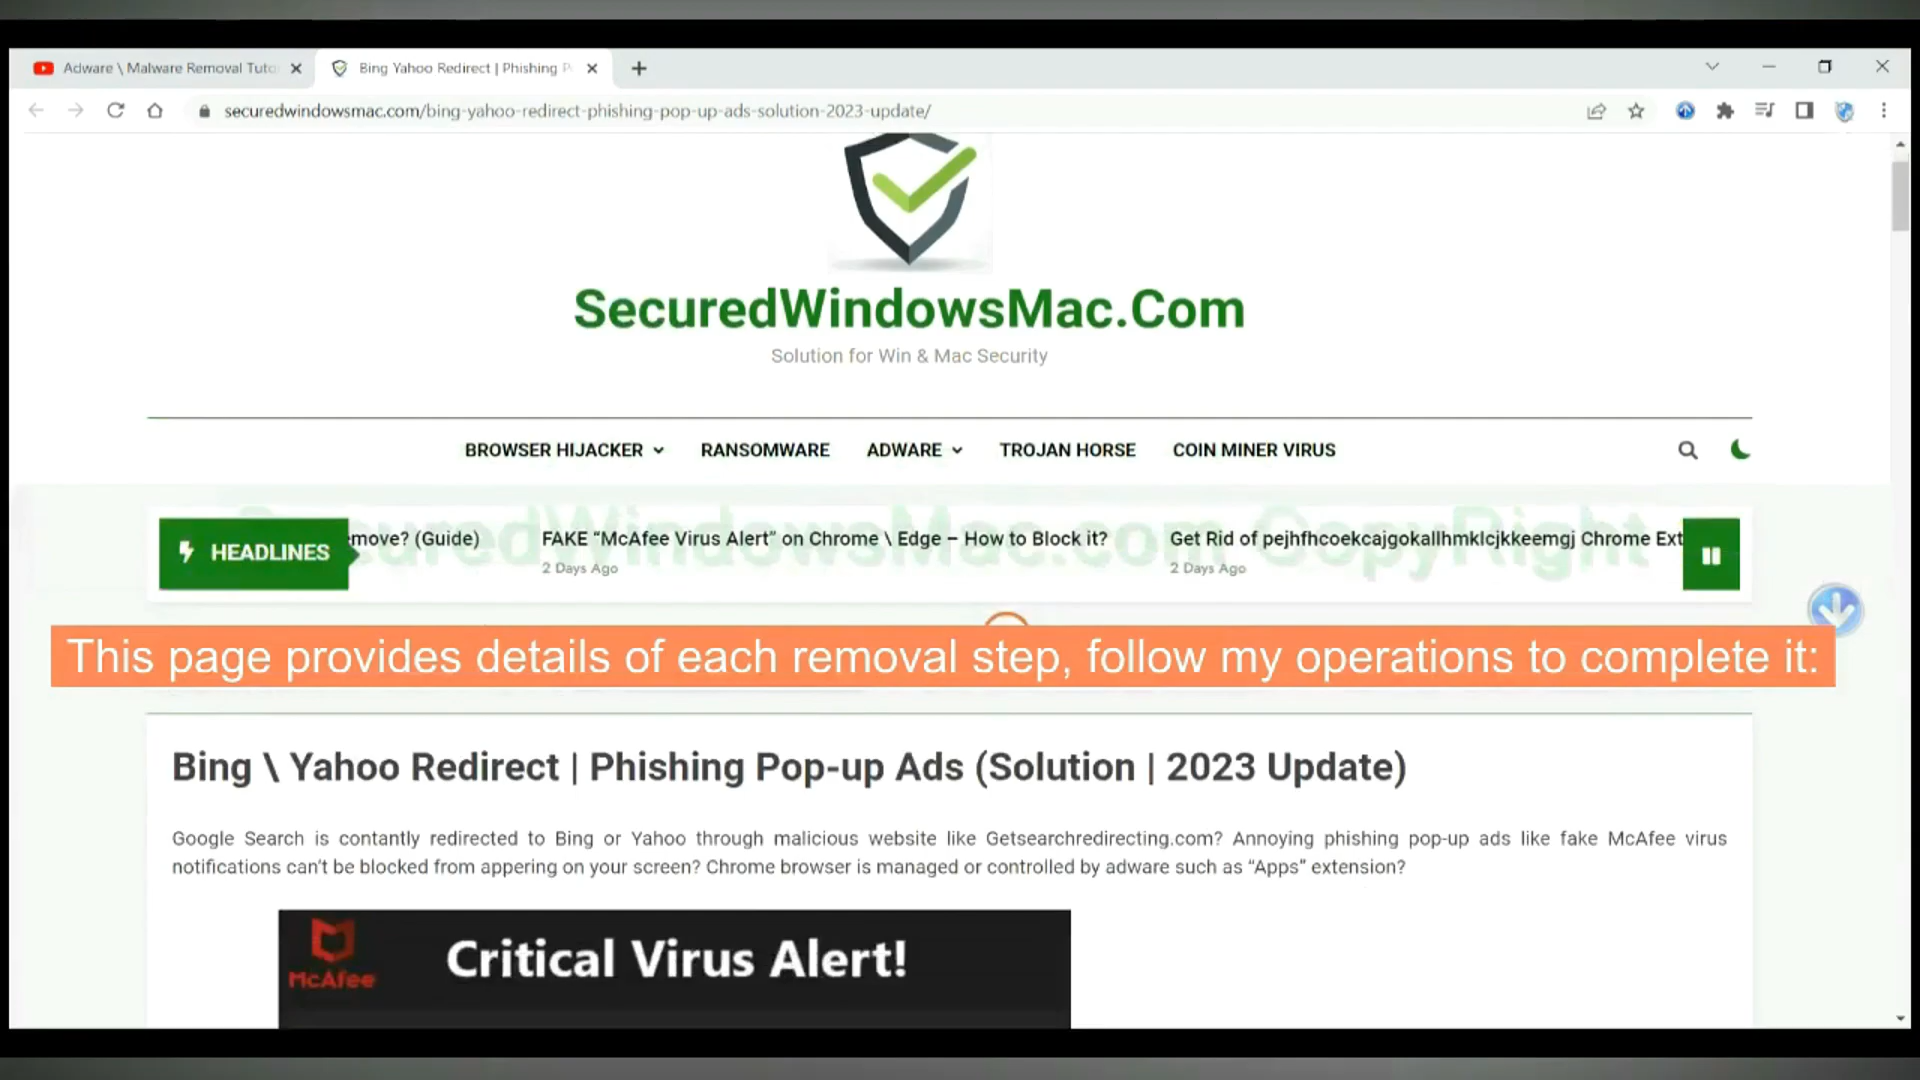 Adware \ Malware Removal Tuto
Bing Yahoo Redirect | Phishing P
securedwindowsmac.com/bing-yahoo-redirect-phishing-pop-up-ads-solution-2023-update/
SecuredWindowsMac.Com
Solution for Win & Mac Security
BROWSER HIJACKER RANSOMWARE ADWARE TROJAN HORSE COIN MINER VIRUS
SecuredWindowsMac.com CopyRight
HEADLINES
move? (Guide)
FAKE “McAfee Virus Alert” on Chrome \ Edge – How to Block it?
2 Days Ago
Get Rid of pejhfhcoekcajgokallhmklcjkkeemgj Chrome Ext
2 Days Ago
This page provides details of each removal step, follow my operations to complete it:
Bing \ Yahoo Redirect | Phishing Pop-up Ads (Solution | 2023 Update)
Google Search is contantly redirected to Bing or Yahoo through malicious website like Getsearchredirecting.com? Annoying phishing pop-up ads like fake McAfee virus
notifications can’t be blocked from appering on your screen? Chrome browser is managed or controlled by adware such as “Apps” extension?
McAfee
Critical Virus Alert!